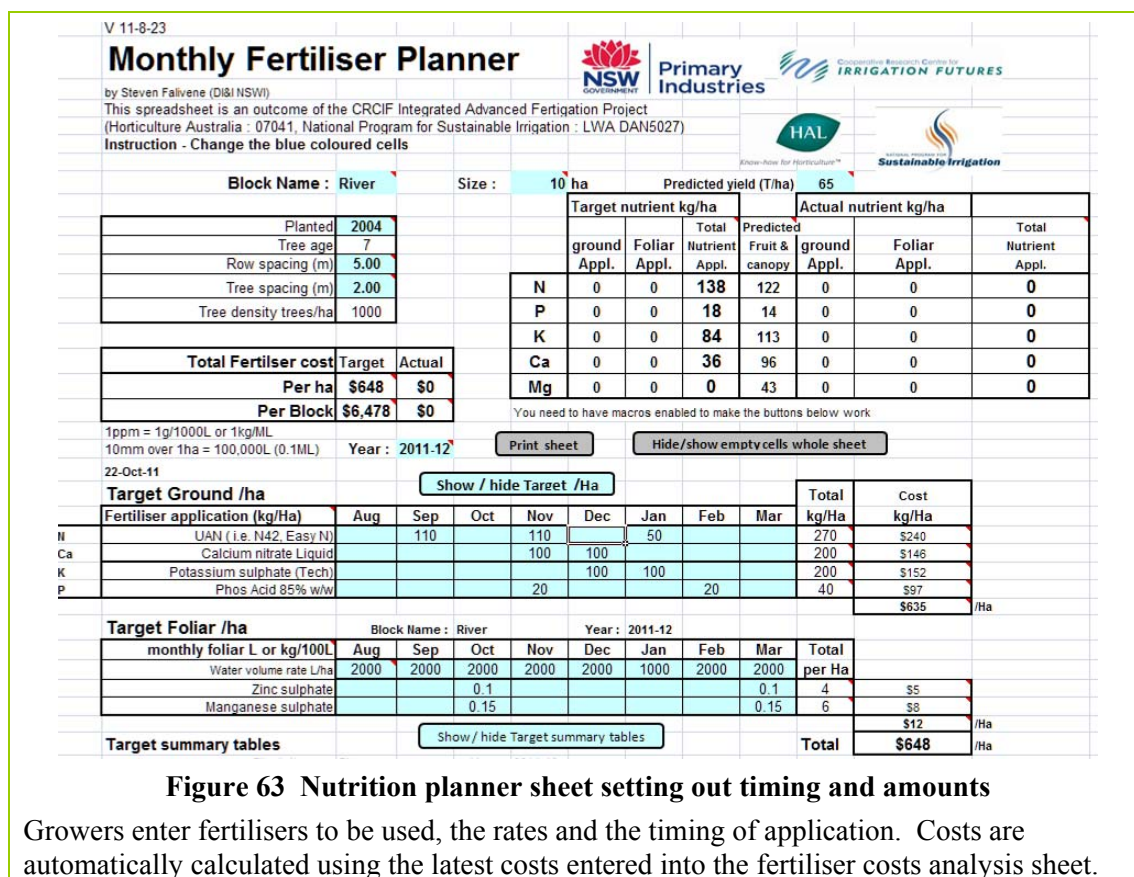 V 11-8-23
Monthly Fertiliser Planner
NSW GOVERNMENT Primary Industries
Cooperative Research Centre for IRRIGATION FUTURES
by Steven Falivene (DI&I NSWI)
This spreadsheet is an outcome of the CRCIF Integrated Advanced Fertigation Project
(Horticulture Australia : 07041, National Program for Sustainable Irrigation : LWA DAN5027)
Instruction - Change the blue coloured cells
HAL
Know-how for Horticulture™
NATIONAL PROGRAM FOR Sustainable Irrigation
Block Name : River Size : 10 ha Predicted yield (T/ha) 65
Target nutrient kg/ha Actual nutrient kg/ha
Planted 2004 Total Predicted Total
Tree age 7 ground Foliar Nutrient Fruit & ground Foliar Nutrient
Row spacing (m) 5.00 Appl. Appl. Appl. canopy Appl. Appl. Appl.
Tree spacing (m) 2.00 N 0 0 138 122 0 0 0
Tree density trees/ha 1000 P 0 0 18 14 0 0 0
K 0 0 84 113 0 0 0
Total Fertilser cost Target Actual Ca 0 0 36 96 0 0 0
Per ha $648 $0 Mg 0 0 0 43 0 0 0
Per Block $6,478 $0 You need to have macros enabled to make the buttons below work
1ppm = 1g/1000L or 1kg/ML
10mm over 1ha = 100,000L (0.1ML) Year : 2011-12 Print sheet Hide/show empty cells whole sheet
22-Oct-11
Target Ground /ha Show / hide Target /Ha Total Cost
Fertiliser application (kg/Ha) Aug Sep Oct Nov Dec Jan Feb Mar kg/Ha kg/Ha
N UAN ( i.e. N42, Easy N) 110 110 50 270 $240
Ca Calcium nitrate Liquid 100 100 200 $146
K Potassium sulphate (Tech) 100 100 200 $152
P Phos Acid 85% w/w 20 20 40 $97
$635 /Ha
Target Foliar /ha Block Name : River Year : 2011-12
monthly foliar L or kg/100L Aug Sep Oct Nov Dec Jan Feb Mar Total
Water volume rate L/ha 2000 2000 2000 2000 2000 1000 2000 2000 per Ha
Zinc sulphate 0.1 0.1 4 $5
Manganese sulphate 0.15 0.15 6 $8
$12 /Ha
Target summary tables Show / hide Target summary tables Total $648 /Ha
Figure 63 Nutrition planner sheet setting out timing and amounts
Growers enter fertilisers to be used, the rates and the timing of application. Costs are
automatically calculated using the latest costs entered into the fertiliser costs analysis sheet.